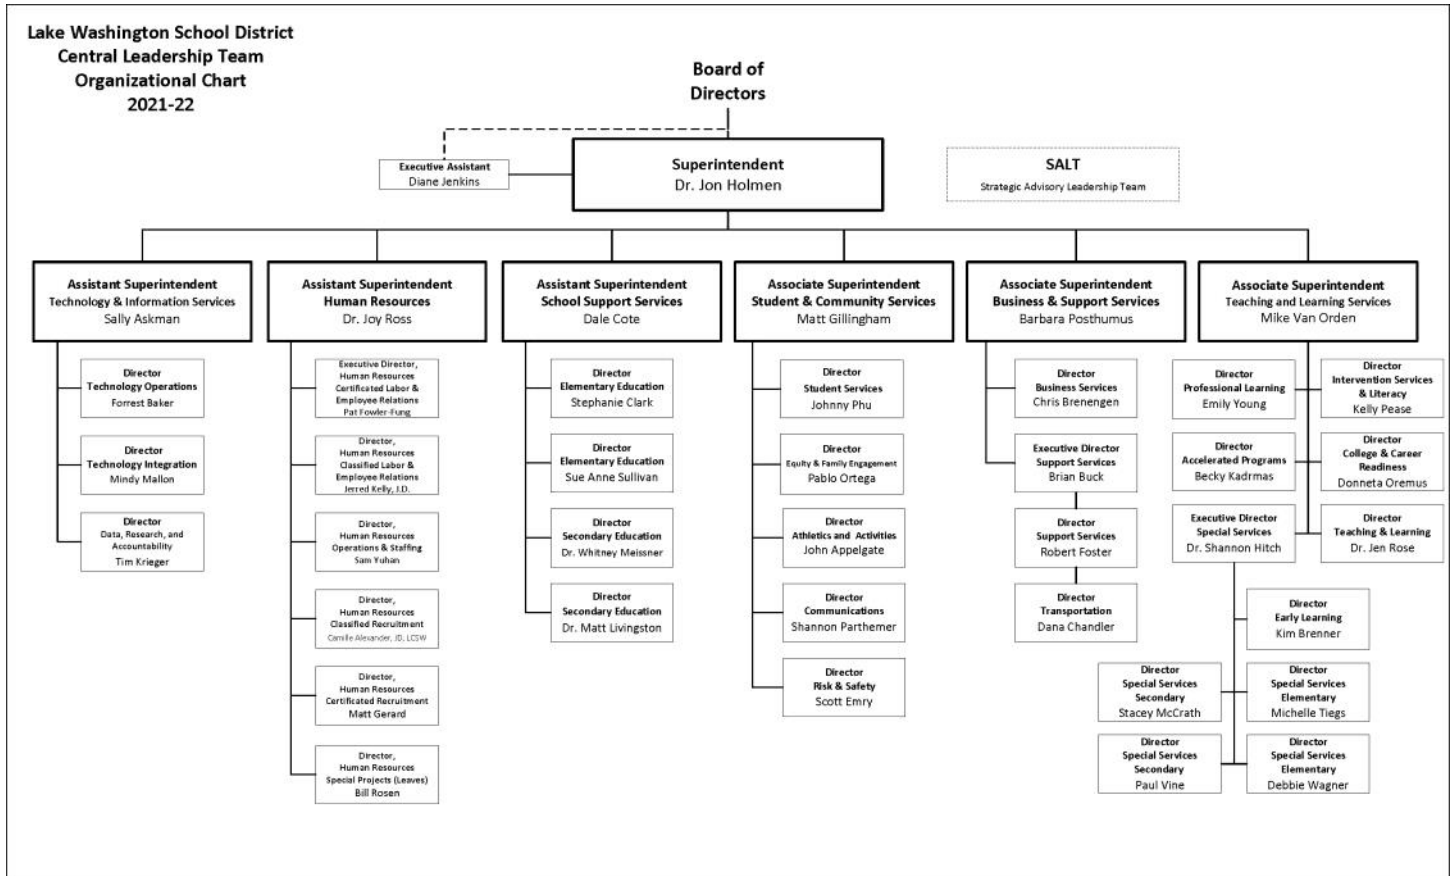 Lake Washington School District
Central Leadership Team
Organizational Chart
2021-22
Board of
Directors
Executive Assistant
Diane Jenkins
Superintendent
Dr. Jon Holmen
SALT
Strategic Advisory Leadership Team
Assistant Superintendent
Technology & Information Services
Sally Askman
Director
Technology Operations
Forrest Baker
Director
Technology Integration
Mindy Mallon
Director
Data, Research, and
Accountability
Tim Krieger
Assistant Superintendent
Human Resources
Dr. Joy Ross
Executive Director,
Human Resources
Certificated Labor &
Employee Relations
Pat Fowler-Fung
Director,
Human Resources
Classified Labor &
Employee Relations
Jerred Kelly, J.D.
Director,
Human Resources
Operations & Staffing
Sam Yuhan
Director,
Human Resources
Classified Recruitment
Camille Alexander, JD, LCSW
Director,
Human Resources
Certificated Recruitment
Matt Gerard
Director,
Human Resources
Special Projects (Leaves)
Bill Rosen
Assistant Superintendent
School Support Services
Dale Cote
Director
Elementary Education
Stephanie Clark
Director
Elementary Education
Sue Anne Sullivan
Director
Secondary Education
Dr. Whitney Meissner
Director
Secondary Education
Dr. Matt Livingston
Associate Superintendent
Student & Community Services
Matt Gillingham
Director
Student Services
Johnny Phu
Director
Equity & Family Engagement
Pablo Ortega
Director
Athletics and Activities
John Appelgate
Director
Communications
Shannon Parthemer
Director
Risk & Safety
Scott Emry
Associate Superintendent
Business & Support Services
Barbara Posthumus
Director
Business Services
Chris Brenengen
Executive Director
Support Services
Brian Buck
Director
Support Services
Robert Foster
Director
Transportation
Dana Chandler
Associate Superintendent
Teaching and Learning Services
Mike Van Orden
Director
Professional Learning
Emily Young
Director
Intervention Services
& Literacy
Kelly Pease
Director
Accelerated Programs
Becky Kadrmas
Director
College & Career
Readiness
Donneta Oremus
Executive Director
Special Services
Dr. Shannon Hitch
Director
Teaching & Learning
Dr. Jen Rose
Director
Early Learning
Kim Brenner
Director
Special Services
Secondary
Stacey McCrath
Director
Special Services
Elementary
Michelle Tiegs
Director
Special Services
Secondary
Paul Vine
Director
Special Services
Elementary
Debbie Wagner